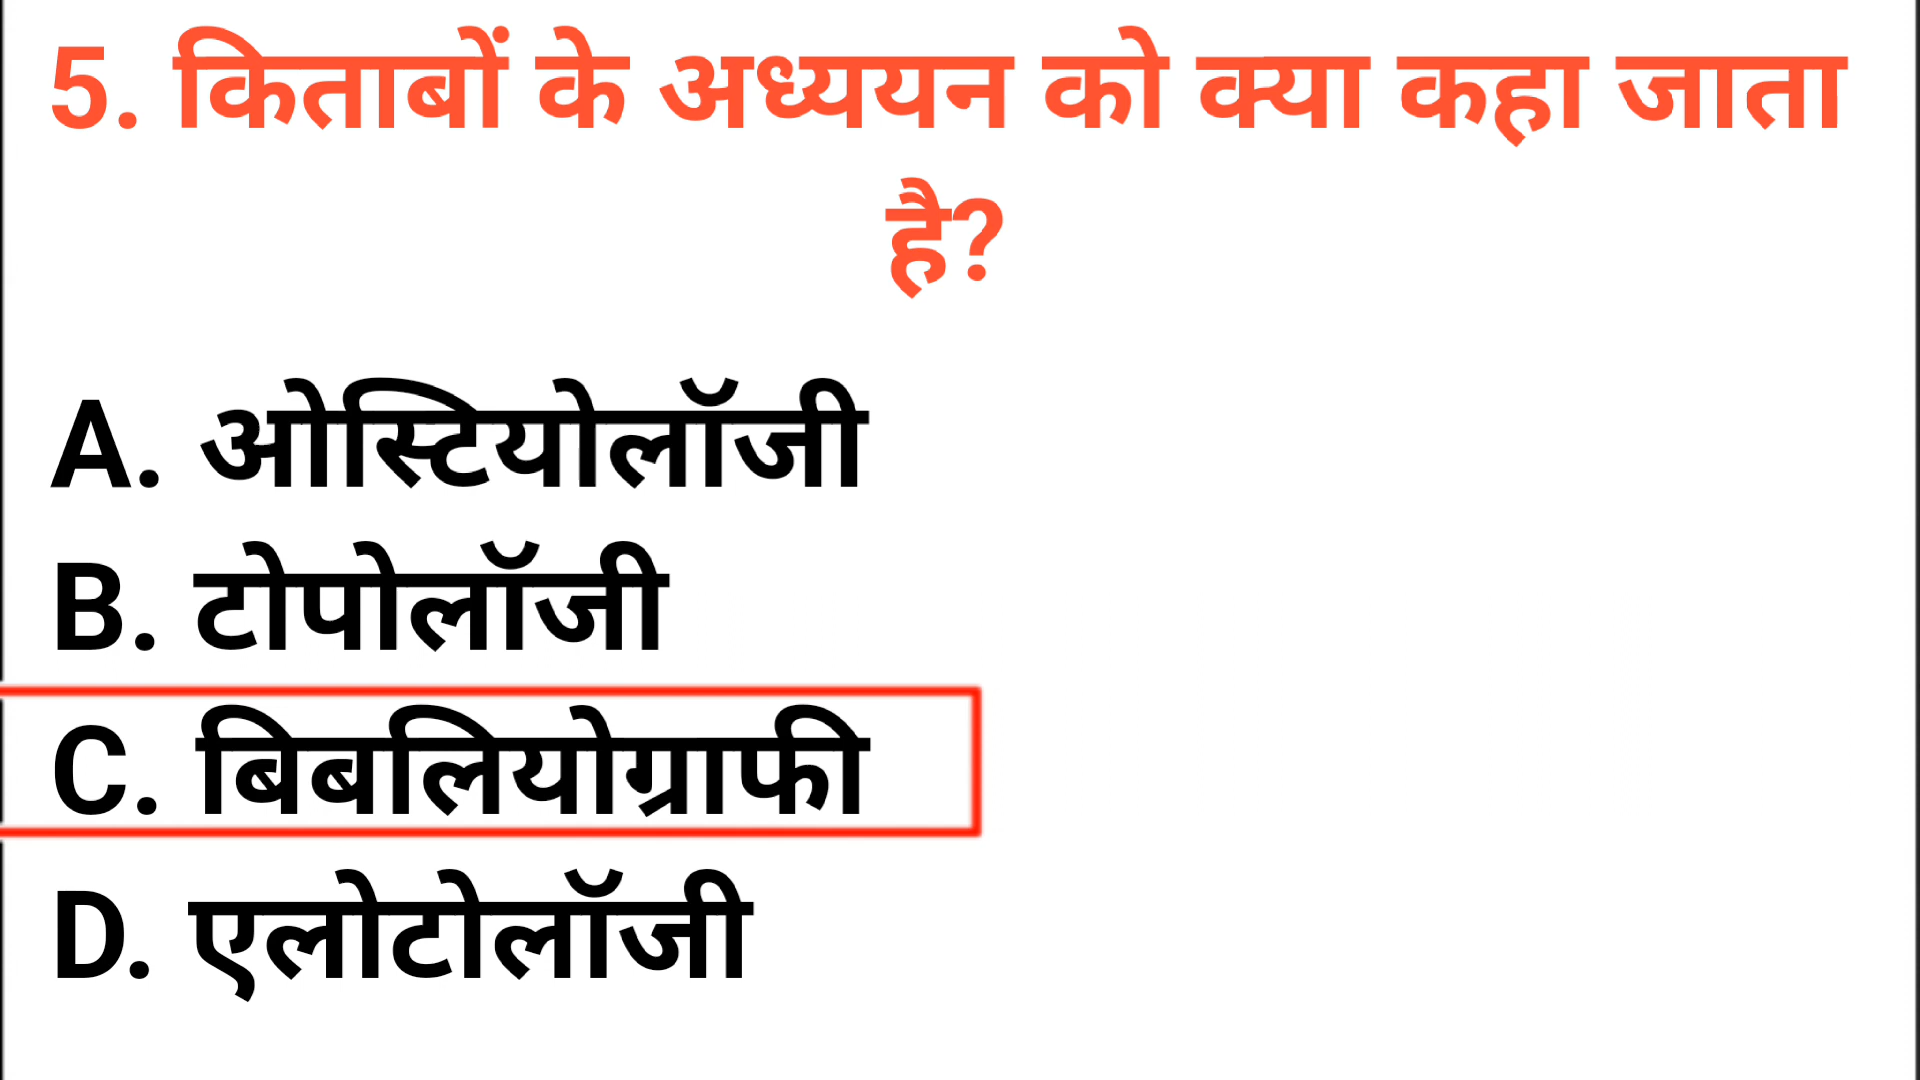 5. किताबों के अध्ययन को क्या कहा जाता
है?
A. ओस्टियोलॉजी
B. टोपोलॉजी
C. बिबलियोग्राफी
D. एलोटोलॉजी